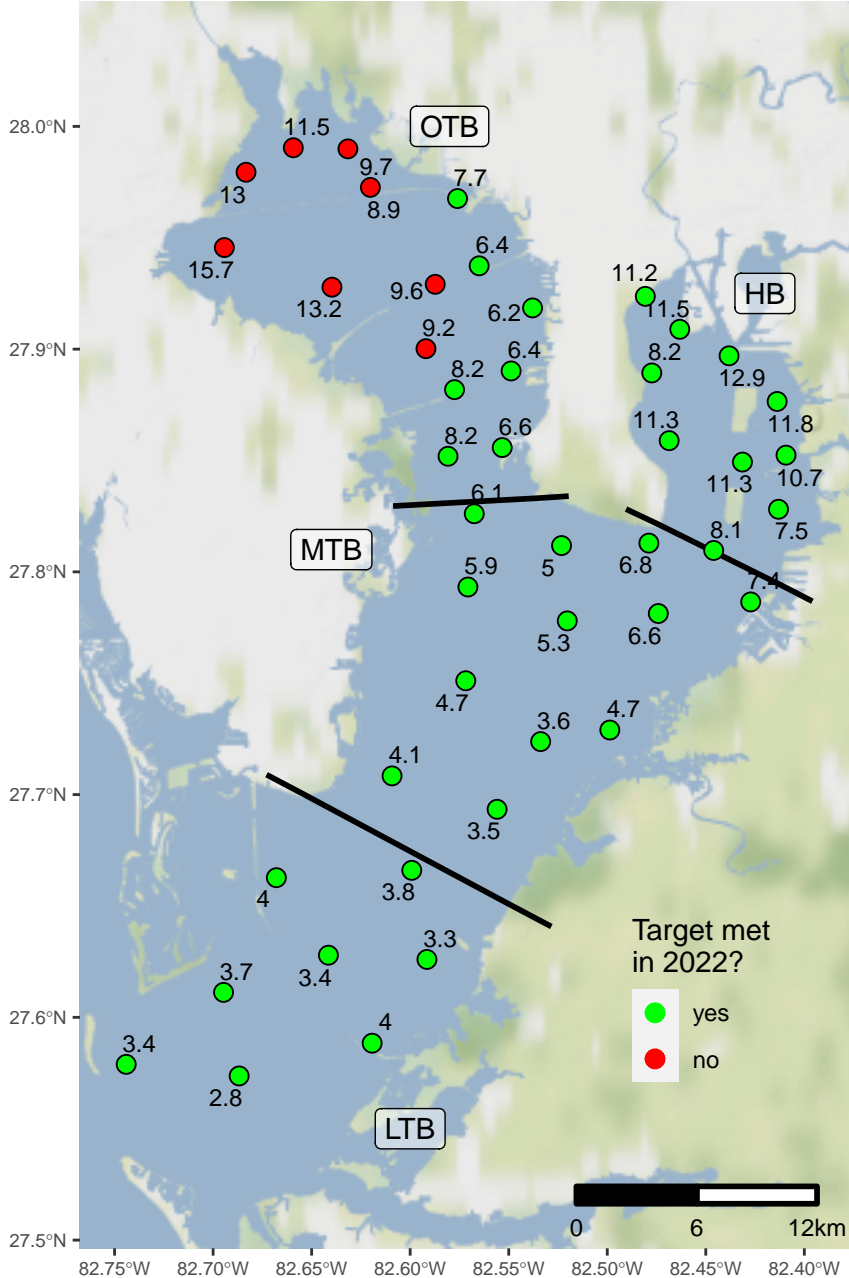 28.0°N
27.9°N
27.8°N
27.7°N
27.6°N
27.5°N
OTB
11.5
9.7
13
8.9
7.7
15.7
6.4
13.2
9.6
6.2
9.2
6.4
8.2
8.2
6.6
6.1
HB
11.2
11.5
8.2
12.9
11.8
11.3
11.3
10.7
7.5
8.1
7.4
MTB
5.9
5
6.8
5.3
6.6
4.7
3.6
4.7
4.1
3.5
3.8
4
3.4
3.3
3.7
4
3.4
2.8
LTB
Target met
in 2022?
yes
no
0 6 12km
82.75°W 82.70°W 82.65°W 82.60°W 82.55°W 82.50°W 82.45°W 82.40°W